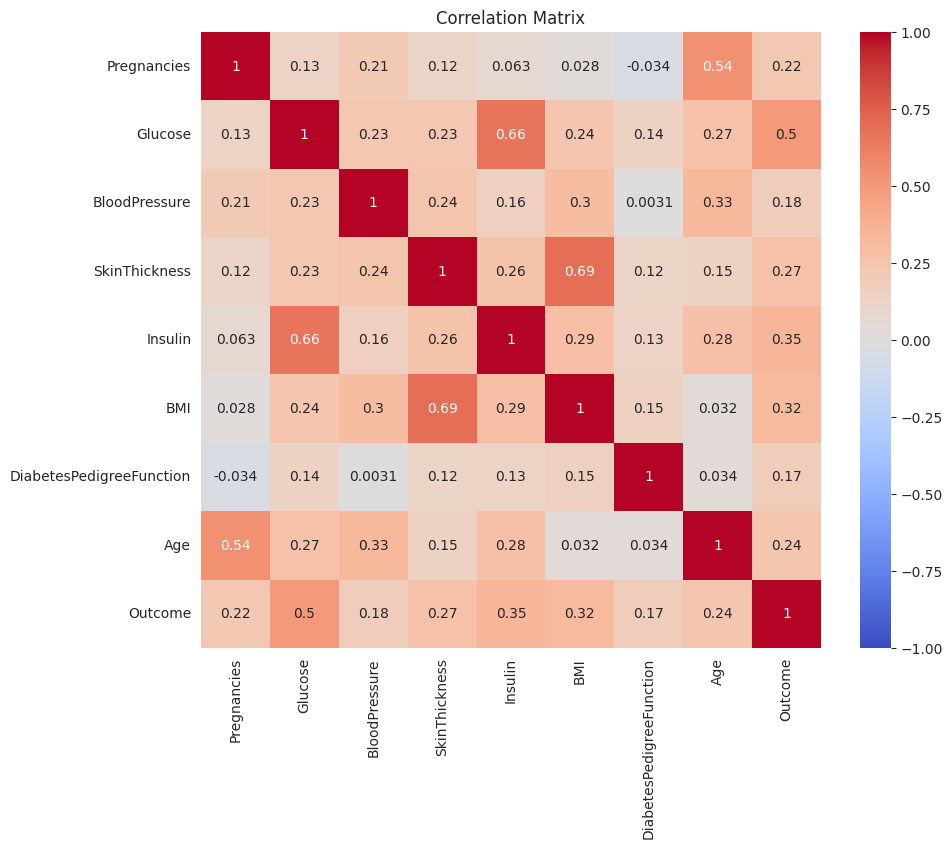 Correlation Matrix
Pregnancies 1 0.13 0.21 0.12 0.063 0.028 -0.034 0.54 0.22
Glucose 0.13 1 0.23 0.23 0.66 0.24 0.14 0.27 0.5
BloodPressure 0.21 0.23 1 0.24 0.16 0.3 0.0031 0.33 0.18
SkinThickness 0.12 0.23 0.24 1 0.26 0.69 0.12 0.15 0.27
Insulin 0.063 0.66 0.16 0.26 1 0.29 0.13 0.28 0.35
BMI 0.028 0.24 0.3 0.69 0.29 1 0.15 0.032 0.32
DiabetesPedigreeFunction -0.034 0.14 0.0031 0.12 0.13 0.15 1 0.034 0.17
Age 0.54 0.27 0.33 0.15 0.28 0.032 0.034 1 0.24
Outcome 0.22 0.5 0.18 0.27 0.35 0.32 0.17 0.24 1
Pregnancies
Glucose
BloodPressure
SkinThickness
Insulin
BMI
DiabetesPedigreeFunction
Age
Outcome
1.00
0.75
0.50
0.25
0.00
−0.25
−0.50
−0.75
−1.00